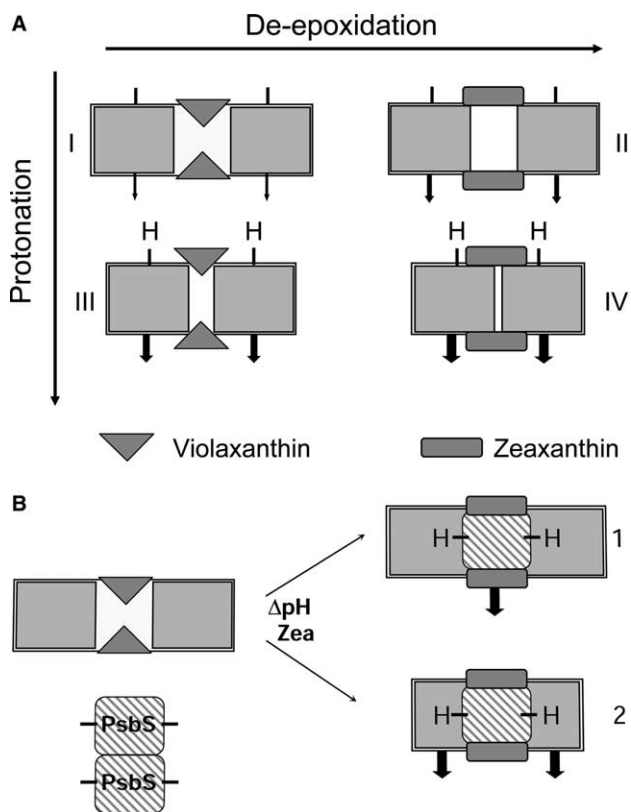 A
De-epoxidation
Protonation
I
II
H H
H H
III
IV
Violaxanthin
Zeaxanthin
B
H H
1
ΔpH
Zea
PsbS
PsbS
H H
2